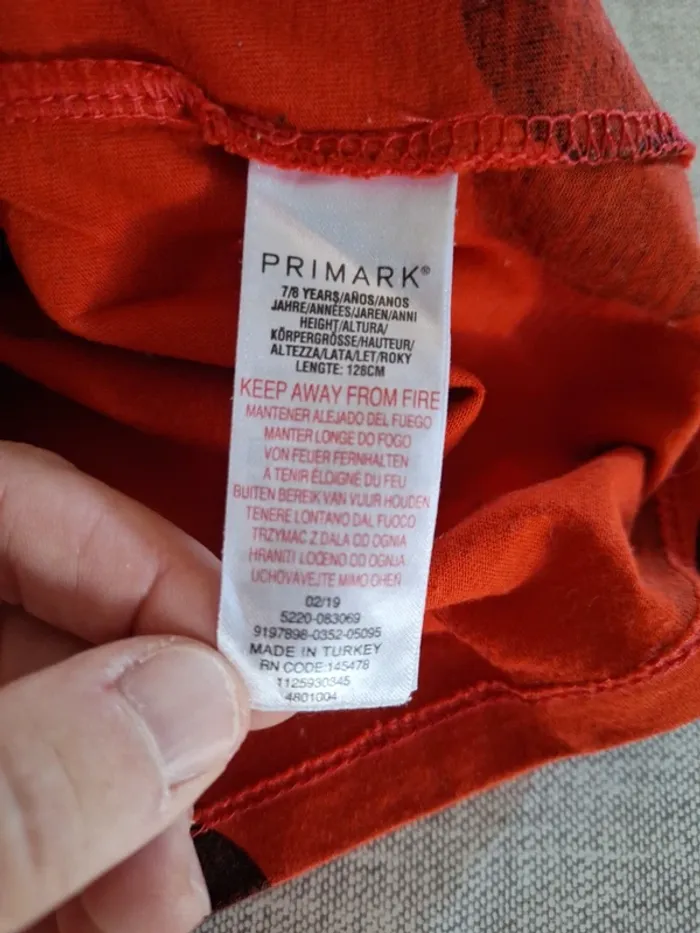 PRIMARK®
7/8 YEARS/AÑOS/ANOS
JAHRE/ANNÉES/JAREN/ANNI
HEIGHT/ALTURA/
KÖRPERGRÖSSE/HAUTEUR/
ALTEZZA/LATA/LET/ROKY
LENGTE: 128CM
KEEP AWAY FROM FIRE
MANTENER ALEJADO DEL FUEGO
MANTER LONGE DO FOGO
VON FEUER FERNHALTEN
A TENIR ÉLOIGNÉ DU FEU
BUITEN BEREIK VAN VUUR HOUDEN
TENERE LONTANO DAL FUOCO
TRZYMAĆ Z DALA OD OGNIA
HRANITI LOČENO OD OGNJA
UCHOVÁVEJTE MIMO OHEŇ
02/19
5220-083069
9197898-0352-05095
MADE IN TURKEY
RN CODE:145478
1125930345
4801004